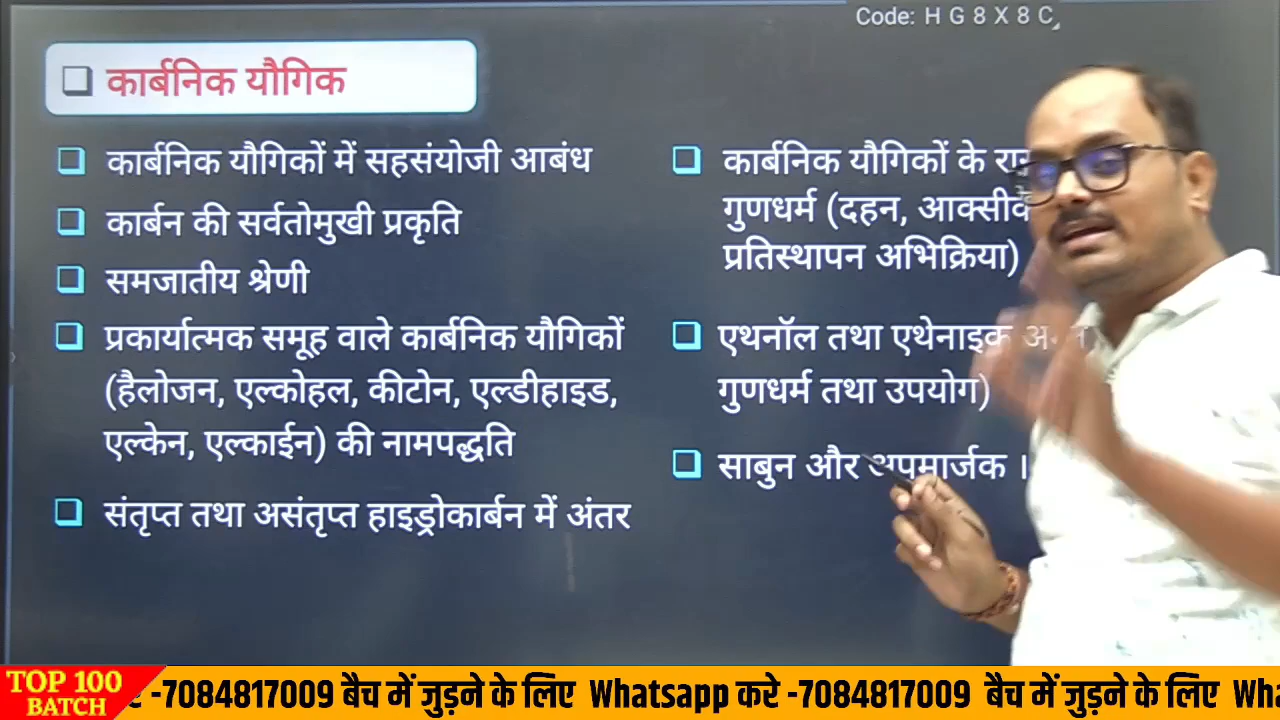 Code: H G 8 X 8 C
❑ कार्बनिक यौगिक
❑ कार्बनिक यौगिकों में सहसंयोजी आबंध
❑ कार्बन की सर्वतोमुखी प्रकृति
❑ समजातीय श्रेणी
❑ प्रकार्यात्मक समूह वाले कार्बनिक यौगिकों
(हैलोजन, एल्कोहल, कीटोन, एल्डीहाइड,
एल्केन, एल्काईन) की नामपद्धति
❑ संतृप्त तथा असंतृप्त हाइड्रोकार्बन में अंतर
❑ कार्बनिक यौगिकों के
गुणधर्म (दहन,
प्रतिस्थापन अभिक्रिया)
❑ एथनॉल तथा एथेनाइक
गुणधर्म तथा उपयोग)
❑ साबुन और अपमार्जक ।
TOP 100
BATCH
-7084817009 बैच में जुड़ने के लिए Whatsapp करे -7084817009 बैच में जुड़ने के लिए